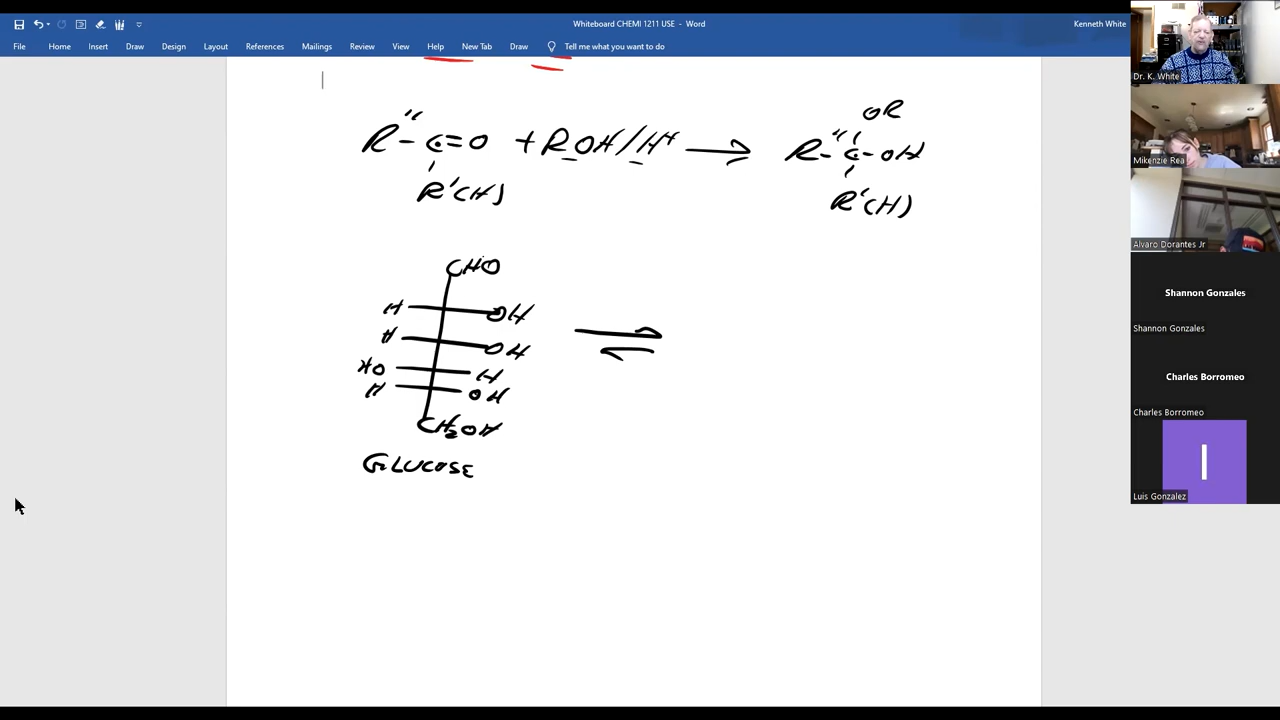 Whiteboard CHEMI 1211 USE - Word
Kenneth White
File Home Insert Draw Design Layout References Mailings Review View Help New Tab Draw Tell me what you want to do
OR
R"-C=O + ROH/H+ → R"-C-OH
R'(H) R'(H)
CHO
H OH
H OH
HO H
H OH
CH2OH
GLUCOSE
Dr. K. White
Mikenzie Rea
Alvaro Dorantes Jr
Shannon Gonzales
Shannon Gonzales
Charles Borromeo
Charles Borromeo
I
Luis Gonzalez